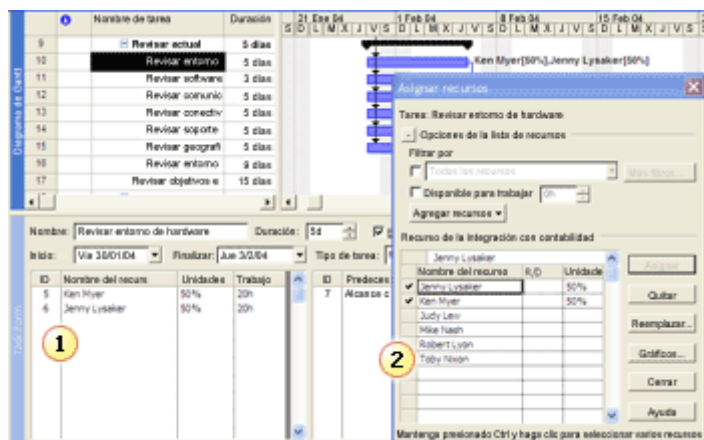 Nombre de tarea Duración 21 Ene 04 1 Feb 04 8 Feb 04 15 Feb 04
S D L M X J V S D L M X J V S D L M X J V S D L M X J V S
9 Revisar actual 5 días
10 Revisar entorno 5 días Ken Myer[50%],Jenny Lysaker[50%]
11 Revisar software 3 días
12 Revisar comunic 5 días
13 Revisar conectiv 5 días
14 Revisar soporte 5 días
15 Revisar geografí 5 días
16 Revisar entorno 9 días
17 Revisar objetivos e 15 días
Diagrama de Gantt
Asignar recursos
Tarea: Revisar entorno de hardware
Opciones de la lista de recursos
Filtrar por
Todos los recursos
Más filtros...
Disponible para trabajar 0h
Agregar recursos
Recurso de la integración con contabilidad
Jenny Lysaker
Nombre del recurso R/D Unidade
Jenny Lysaker 50%
Ken Myer 50%
Judy Lew
Mike Nash
Robert Lyon
Toby Nixon
Asignar
Quitar
Reemplazar...
Gráficos...
Cerrar
Ayuda
Mantenga presionado Ctrl y haga clic para seleccionar varios recursos
Nombre: Revisar entorno de hardware Duración: 5d
Inicio: Vie 30/01/04 Finalizar: Jue 5/2/04 Tipo de tarea:
ID Nombre del recurs Unidades Trabajo ID Predeces
5 Ken Myer 50% 20h 7 Alcance c
6 Jenny Lysaker 50% 20h
Task Form
1
2